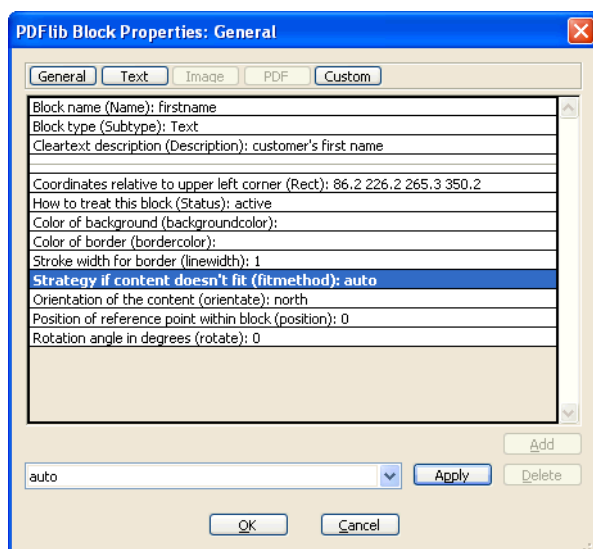 PDFlib Block Properties: General
General Text Image PDF Custom
Block name (Name): firstname
Block type (Subtype): Text
Cleartext description (Description): customer's first name
Coordinates relative to upper left corner (Rect): 86.2 226.2 265.3 350.2
How to treat this block (Status): active
Color of background (backgroundcolor):
Color of border (bordercolor):
Stroke width for border (linewidth): 1
Strategy if content doesn't fit (fitmethod): auto
Orientation of the content (orientate): north
Position of reference point within block (position): 0
Rotation angle in degrees (rotate): 0
Add
auto Apply Delete
OK Cancel